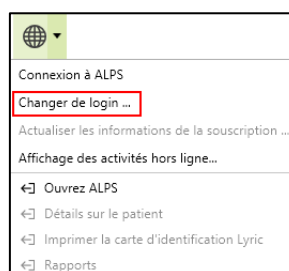 Connexion à ALPS
Changer de login ...
Actualiser les informations de la souscription ...
Affichage des activités hors ligne...
Ouvrez ALPS
Détails sur le patient
Imprimer la carte d'identification Lyric
Rapports